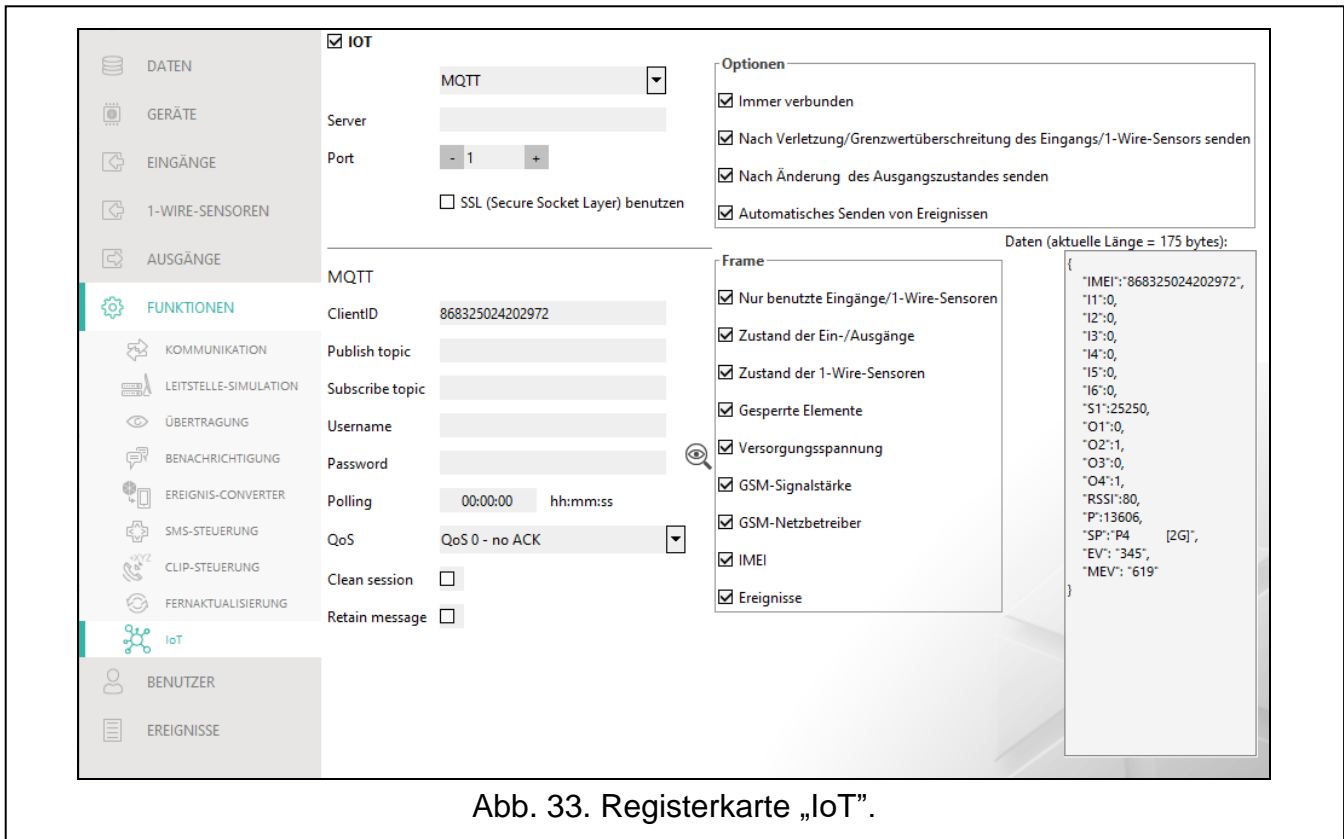 DATEN
GERÄTE
EINGÄNGE
1-WIRE-SENSOREN
AUSGÄNGE
FUNKTIONEN
KOMMUNIKATION
LEITSTELLE-SIMULATION
ÜBERTRAGUNG
BENACHRICHTIGUNG
EREIGNIS-CONVERTER
SMS-STEUERUNG
+XYZ
CLIP-STEUERUNG
FERNAKTUALISIERUNG
IoT
BENUTZER
EREIGNISSE
IOT
MQTT
Server
Port - 1 +
SSL (Secure Socket Layer) benutzen
MQTT
ClientID 868325024202972
Publish topic
Subscribe topic
Username
Password
Polling 00:00:00 hh:mm:ss
QoS QoS 0 - no ACK
Clean session
Retain message
Optionen
Immer verbunden
Nach Verletzung/Grenzwertüberschreitung des Eingangs/1-Wire-Sensors senden
Nach Änderung des Ausgangszustandes senden
Automatisches Senden von Ereignissen
Frame
Nur benutzte Eingänge/1-Wire-Sensoren
Zustand der Ein-/Ausgänge
Zustand der 1-Wire-Sensoren
Gesperrte Elemente
Versorgungsspannung
GSM-Signalstärke
GSM-Netzbetreiber
IMEI
Ereignisse
Daten (aktuelle Länge = 175 bytes):
{
"IMEI":"868325024202972",
"I1":0,
"I2":0,
"I3":0,
"I4":0,
"I5":0,
"I6":0,
"S1":25250,
"O1":0,
"O2":1,
"O3":0,
"O4":1,
"RSSI":80,
"P":13606,
"SP":"P4 [2G]",
"EV": "345",
"MEV": "619"
}
Abb. 33. Registerkarte „IoT”.